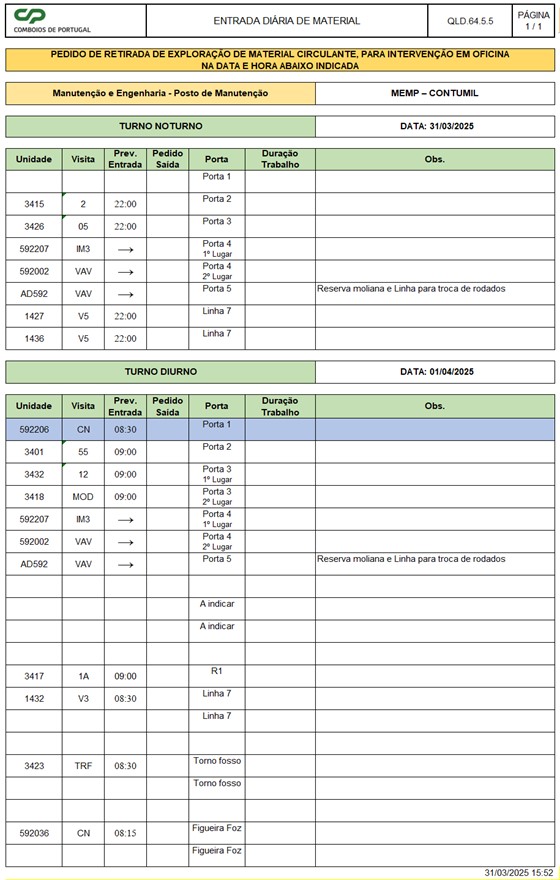 CP
COMBOIOS DE PORTUGAL
ENTRADA DIÁRIA DE MATERIAL
QLD.64.5.5
PÁGINA
1 / 1
PEDIDO DE RETIRADA DE EXPLORAÇÃO DE MATERIAL CIRCULANTE, PARA INTERVENÇÃO EM OFICINA
NA DATA E HORA ABAIXO INDICADA
Manutenção e Engenharia - Posto de Manutenção MEMP – CONTUMIL
TURNO NOTURNO DATA: 31/03/2025
Unidade Visita Prev. Entrada Pedido Saída Porta Duração Trabalho Obs.
Porta 1
3415 2 22:00 Porta 2
3426 05 22:00 Porta 3
592207 IM3 → Porta 4 1º Lugar
592002 VAV → Porta 4 2º Lugar
AD592 VAV → Porta 5 Reserva moliana e Linha para troca de rodados
1427 V5 22:00 Linha 7
1436 V5 22:00 Linha 7
TURNO DIURNO DATA: 01/04/2025
Unidade Visita Prev. Entrada Pedido Saída Porta Duração Trabalho Obs.
592206 CN 08:30 Porta 1
3401 55 09:00 Porta 2
3432 12 09:00 Porta 3 1º Lugar
3418 MOD 09:00 Porta 3 2º Lugar
592207 IM3 → Porta 4 1º Lugar
592002 VAV → Porta 4 2º Lugar
AD592 VAV → Porta 5 Reserva moliana e Linha para troca de rodados
A indicar
A indicar
3417 1A 09:00 R1
1432 V3 08:30 Linha 7
Linha 7
3423 TRF 08:30 Torno fosso
Torno fosso
592036 CN 08:15 Figueira Foz
Figueira Foz
31/03/2025 15:52